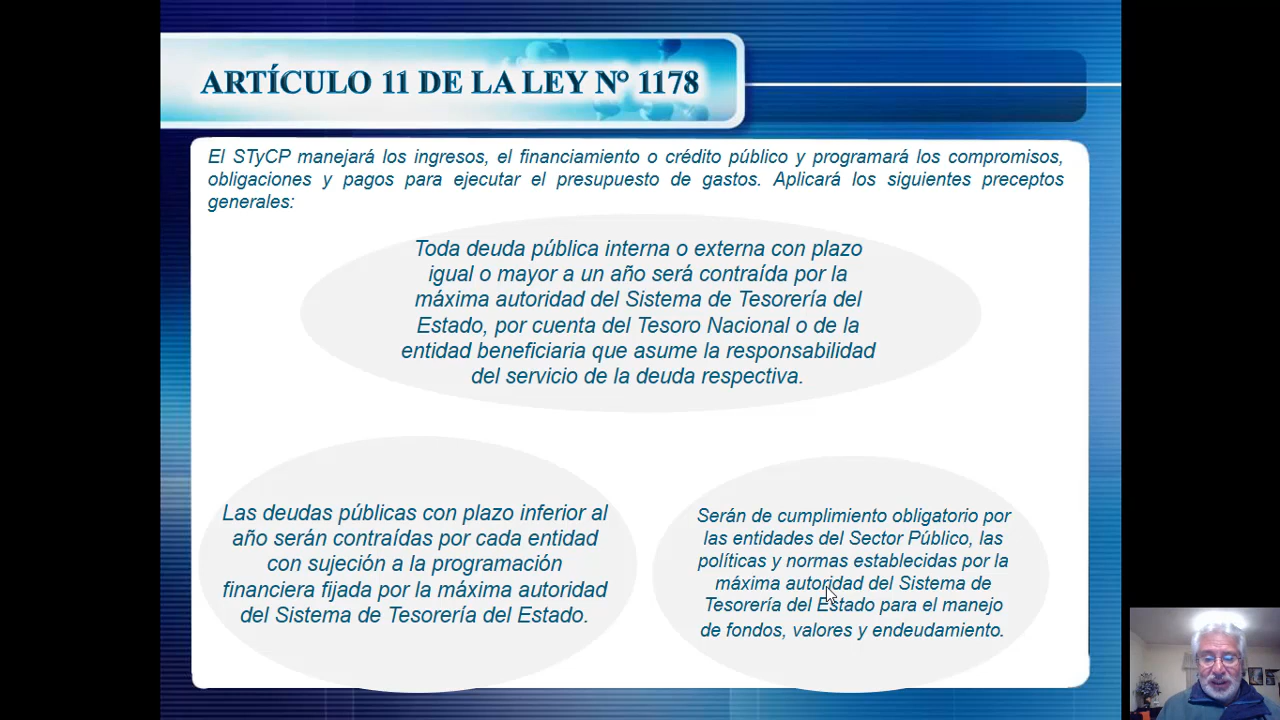 ARTÍCULO 11 DE LA LEY N° 1178
El STyCP manejará los ingresos, el financiamiento o crédito público y programará los compromisos,
obligaciones y pagos para ejecutar el presupuesto de gastos. Aplicará los siguientes preceptos
generales:
Toda deuda pública interna o externa con plazo
igual o mayor a un año será contraída por la
máxima autoridad del Sistema de Tesorería del
Estado, por cuenta del Tesoro Nacional o de la
entidad beneficiaria que asume la responsabilidad
del servicio de la deuda respectiva.
Las deudas públicas con plazo inferior al
año serán contraídas por cada entidad
con sujeción a la programación
financiera fijada por la máxima autoridad
del Sistema de Tesorería del Estado.
Serán de cumplimiento obligatorio por
las entidades del Sector Público, las
políticas y normas establecidas por la
máxima autoridad del Sistema de
Tesorería del Estado para el manejo
de fondos, valores y endeudamiento.